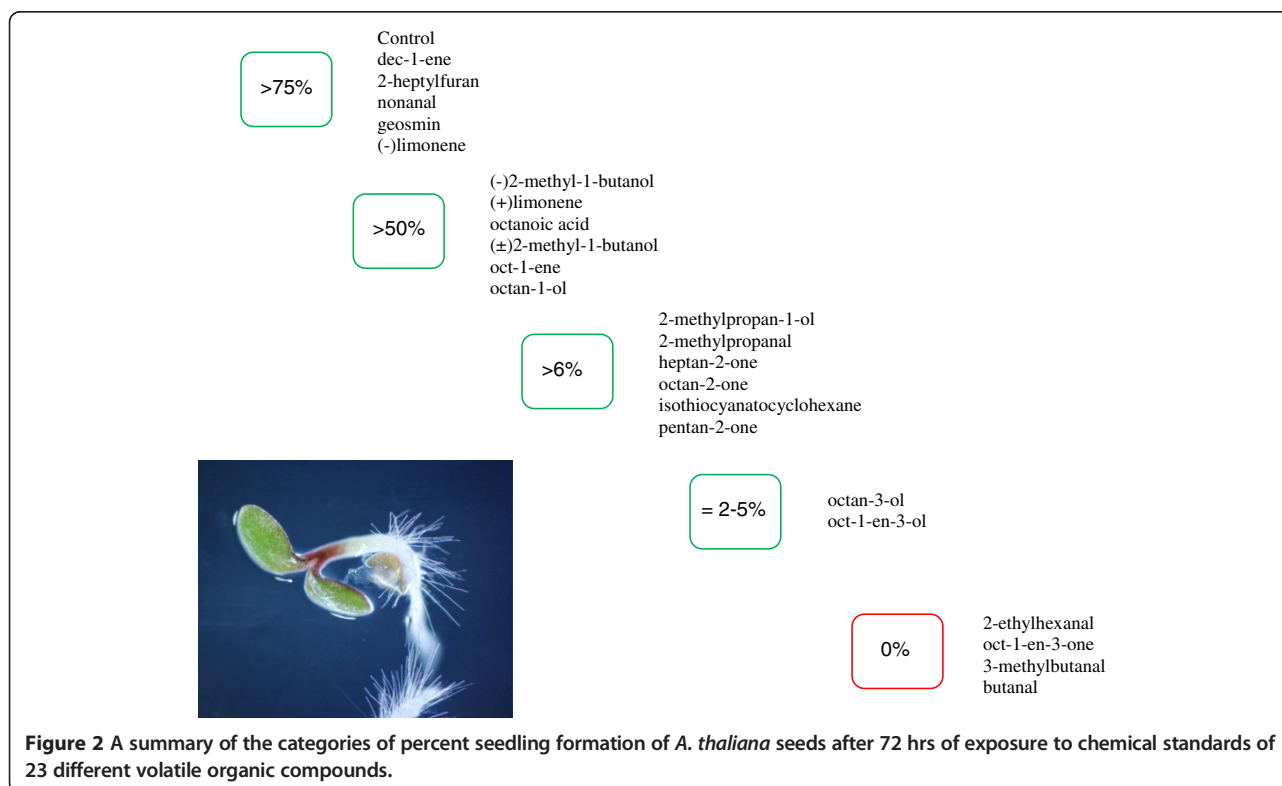 >75%
Control
dec-1-ene
2-heptylfuran
nonanal
geosmin
(-)limonene
>50%
(-)2-methyl-1-butanol
(+)limonene
octanoic acid
(±)2-methyl-1-butanol
oct-1-ene
octan-1-ol
>6%
2-methylpropan-1-ol
2-methylpropanal
heptan-2-one
octan-2-one
isothiocyanatocyclohexane
pentan-2-one
= 2-5%
octan-3-ol
oct-1-en-3-ol
0%
2-ethylhexanal
oct-1-en-3-one
3-methylbutanal
butanal
Figure 2 A summary of the categories of percent seedling formation of A. thaliana seeds after 72 hrs of exposure to chemical standards of
23 different volatile organic compounds.